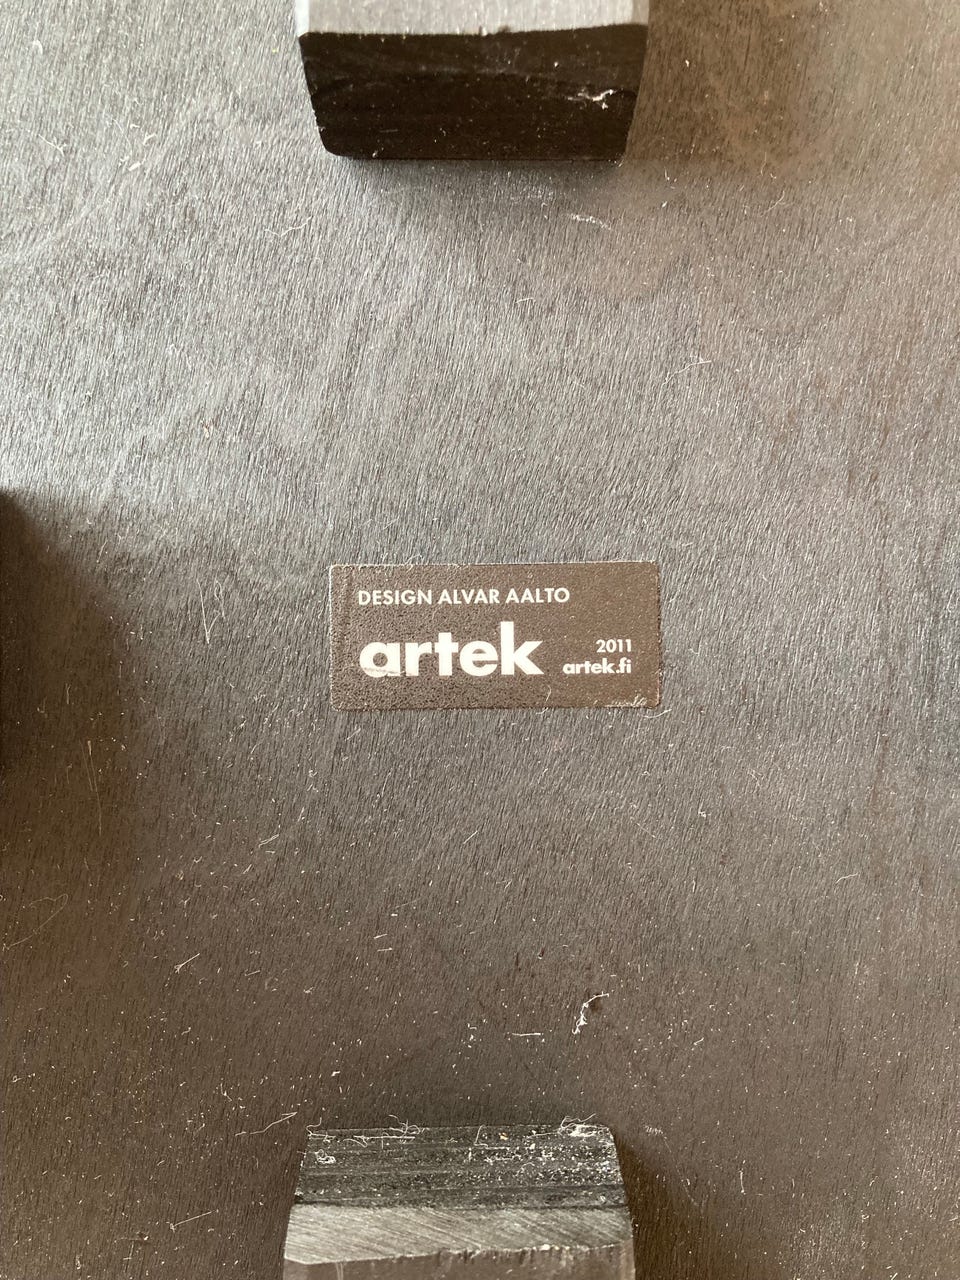 DESIGN ALVAR AALTO
artek
2011
artek.fi